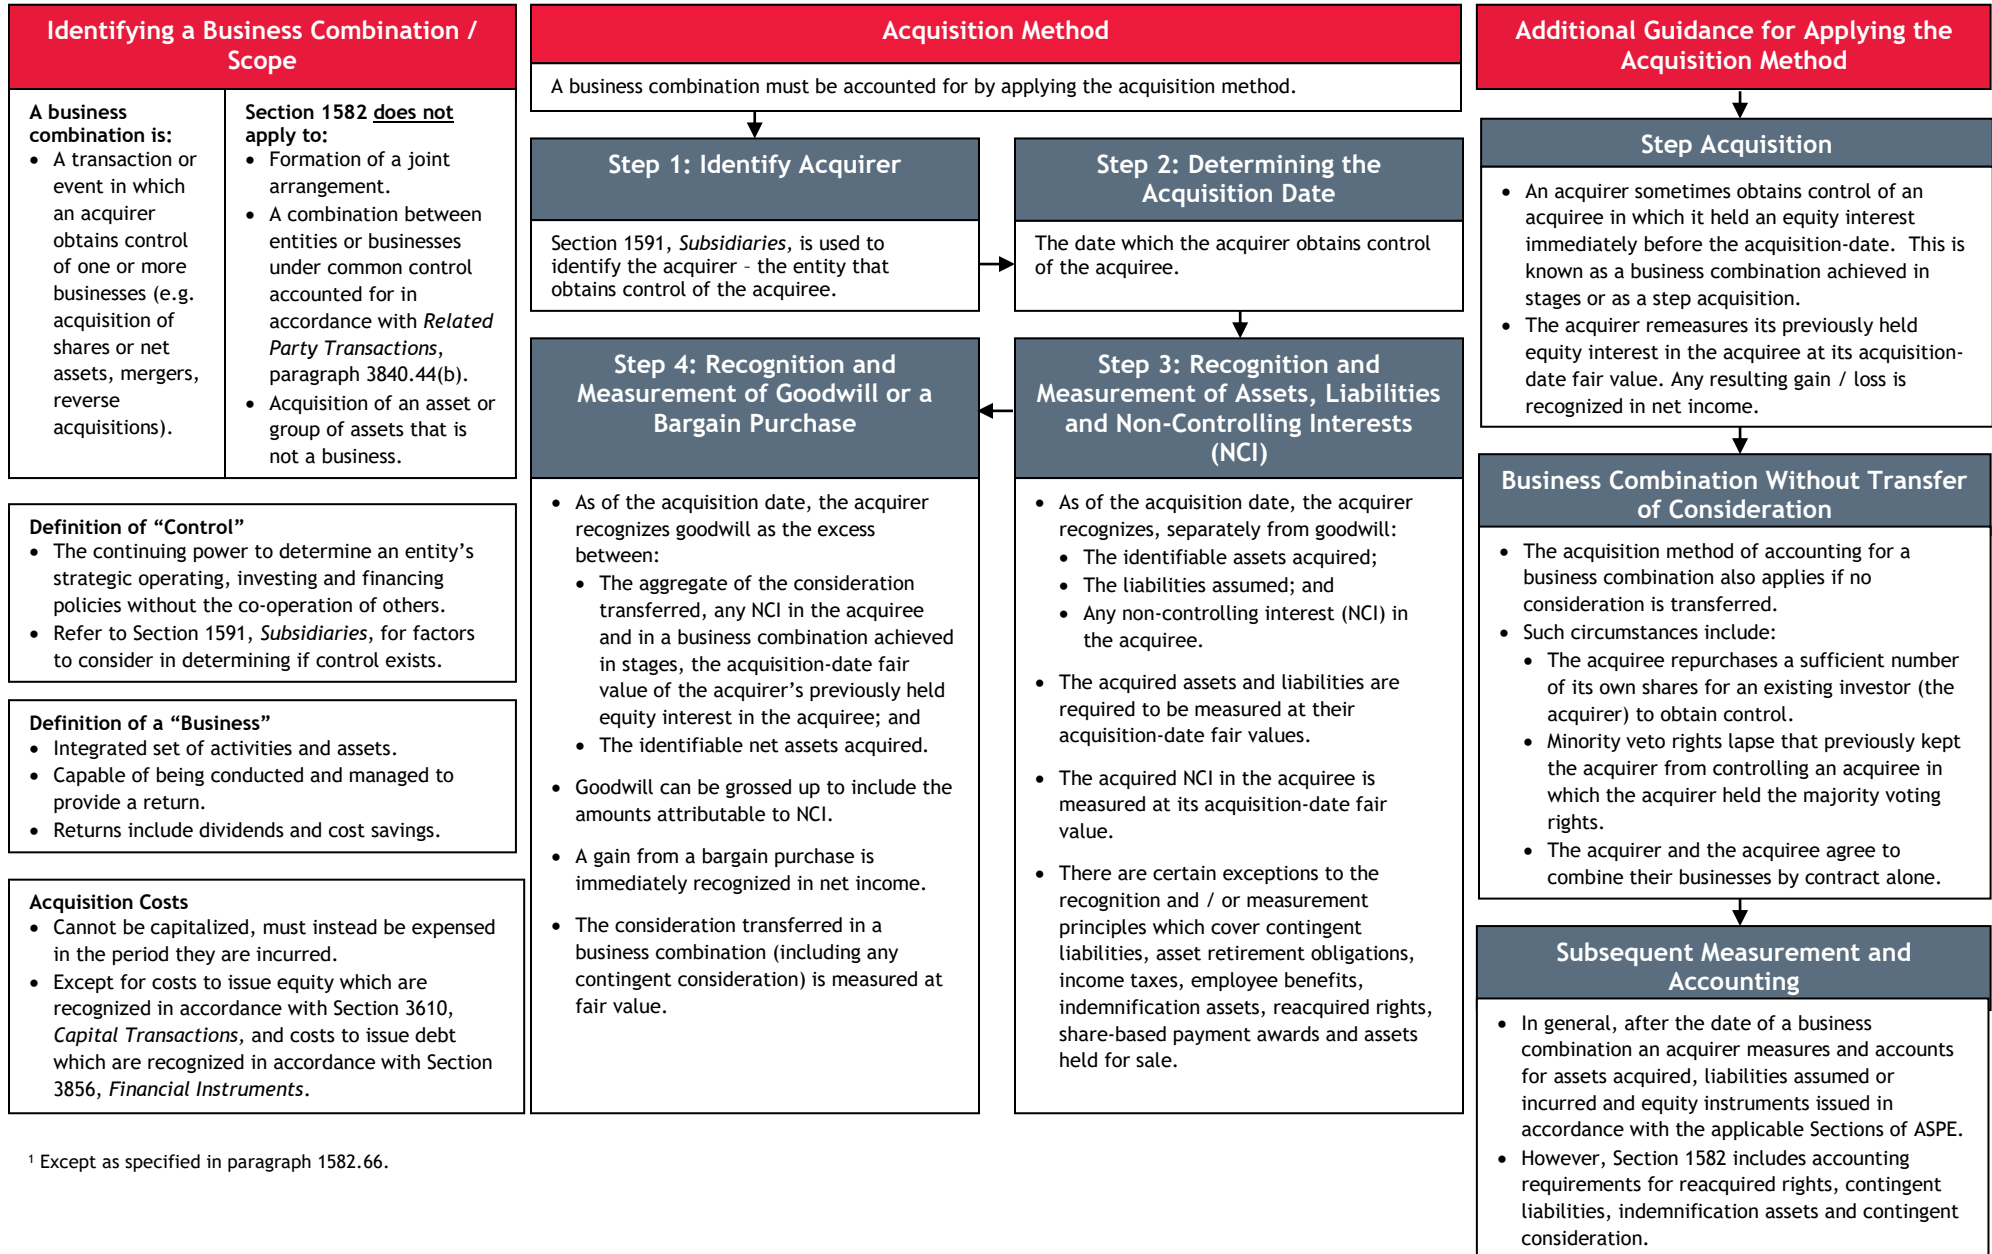 Identifying a Business Combination /
Scope
A business
combination is:
• A transaction or
event in which
an acquirer
obtains control
of one or more
businesses (e.g.
acquisition of
shares or net
assets, mergers,
reverse
acquisitions).
Section 1582 does not
apply to:
• Formation of a joint
arrangement.
• A combination between
entities or businesses
under common control
accounted for in
accordance with Related
Party Transactions,
paragraph 3840.44(b).
• Acquisition of an asset or
group of assets that is
not a business.
Definition of “Control”
• The continuing power to determine an entity’s
strategic operating, investing and financing
policies without the co-operation of others.
• Refer to Section 1591, Subsidiaries, for factors
to consider in determining if control exists.
Definition of a “Business”
• Integrated set of activities and assets.
• Capable of being conducted and managed to
provide a return.
• Returns include dividends and cost savings.
Acquisition Costs
• Cannot be capitalized, must instead be expensed
in the period they are incurred.
• Except for costs to issue equity which are
recognized in accordance with Section 3610,
Capital Transactions, and costs to issue debt
which are recognized in accordance with Section
3856, Financial Instruments.
¹ Except as specified in paragraph 1582.66.
Acquisition Method
A business combination must be accounted for by applying the acquisition method.
Step 1: Identify Acquirer
Section 1591, Subsidiaries, is used to
identify the acquirer – the entity that
obtains control of the acquiree.
Step 2: Determining the
Acquisition Date
The date which the acquirer obtains control
of the acquiree.
Step 3: Recognition and
Measurement of Assets, Liabilities
and Non-Controlling Interests
(NCI)
• As of the acquisition date, the acquirer
recognizes, separately from goodwill:
• The identifiable assets acquired;
• The liabilities assumed; and
• Any non-controlling interest (NCI) in
the acquiree.
• The acquired assets and liabilities are
required to be measured at their
acquisition-date fair values.
• The acquired NCI in the acquiree is
measured at its acquisition-date fair
value.
• There are certain exceptions to the
recognition and / or measurement
principles which cover contingent
liabilities, asset retirement obligations,
income taxes, employee benefits,
indemnification assets, reacquired rights,
share-based payment awards and assets
held for sale.
Step 4: Recognition and
Measurement of Goodwill or a
Bargain Purchase
• As of the acquisition date, the acquirer
recognizes goodwill as the excess
between:
• The aggregate of the consideration
transferred, any NCI in the acquiree
and in a business combination achieved
in stages, the acquisition-date fair
value of the acquirer’s previously held
equity interest in the acquiree; and
• The identifiable net assets acquired.
• Goodwill can be grossed up to include the
amounts attributable to NCI.
• A gain from a bargain purchase is
immediately recognized in net income.
• The consideration transferred in a
business combination (including any
contingent consideration) is measured at
fair value.
Additional Guidance for Applying the
Acquisition Method
Step Acquisition
• An acquirer sometimes obtains control of an
acquiree in which it held an equity interest
immediately before the acquisition-date. This is
known as a business combination achieved in
stages or as a step acquisition.
• The acquirer remeasures its previously held
equity interest in the acquiree at its acquisition-
date fair value. Any resulting gain / loss is
recognized in net income.
Business Combination Without Transfer
of Consideration
• The acquisition method of accounting for a
business combination also applies if no
consideration is transferred.
• Such circumstances include:
• The acquiree repurchases a sufficient number
of its own shares for an existing investor (the
acquirer) to obtain control.
• Minority veto rights lapse that previously kept
the acquirer from controlling an acquiree in
which the acquirer held the majority voting
rights.
• The acquirer and the acquiree agree to
combine their businesses by contract alone.
Subsequent Measurement and
Accounting
• In general, after the date of a business
combination an acquirer measures and accounts
for assets acquired, liabilities assumed or
incurred and equity instruments issued in
accordance with the applicable Sections of ASPE.
• However, Section 1582 includes accounting
requirements for reacquired rights, contingent
liabilities, indemnification assets and contingent
consideration.